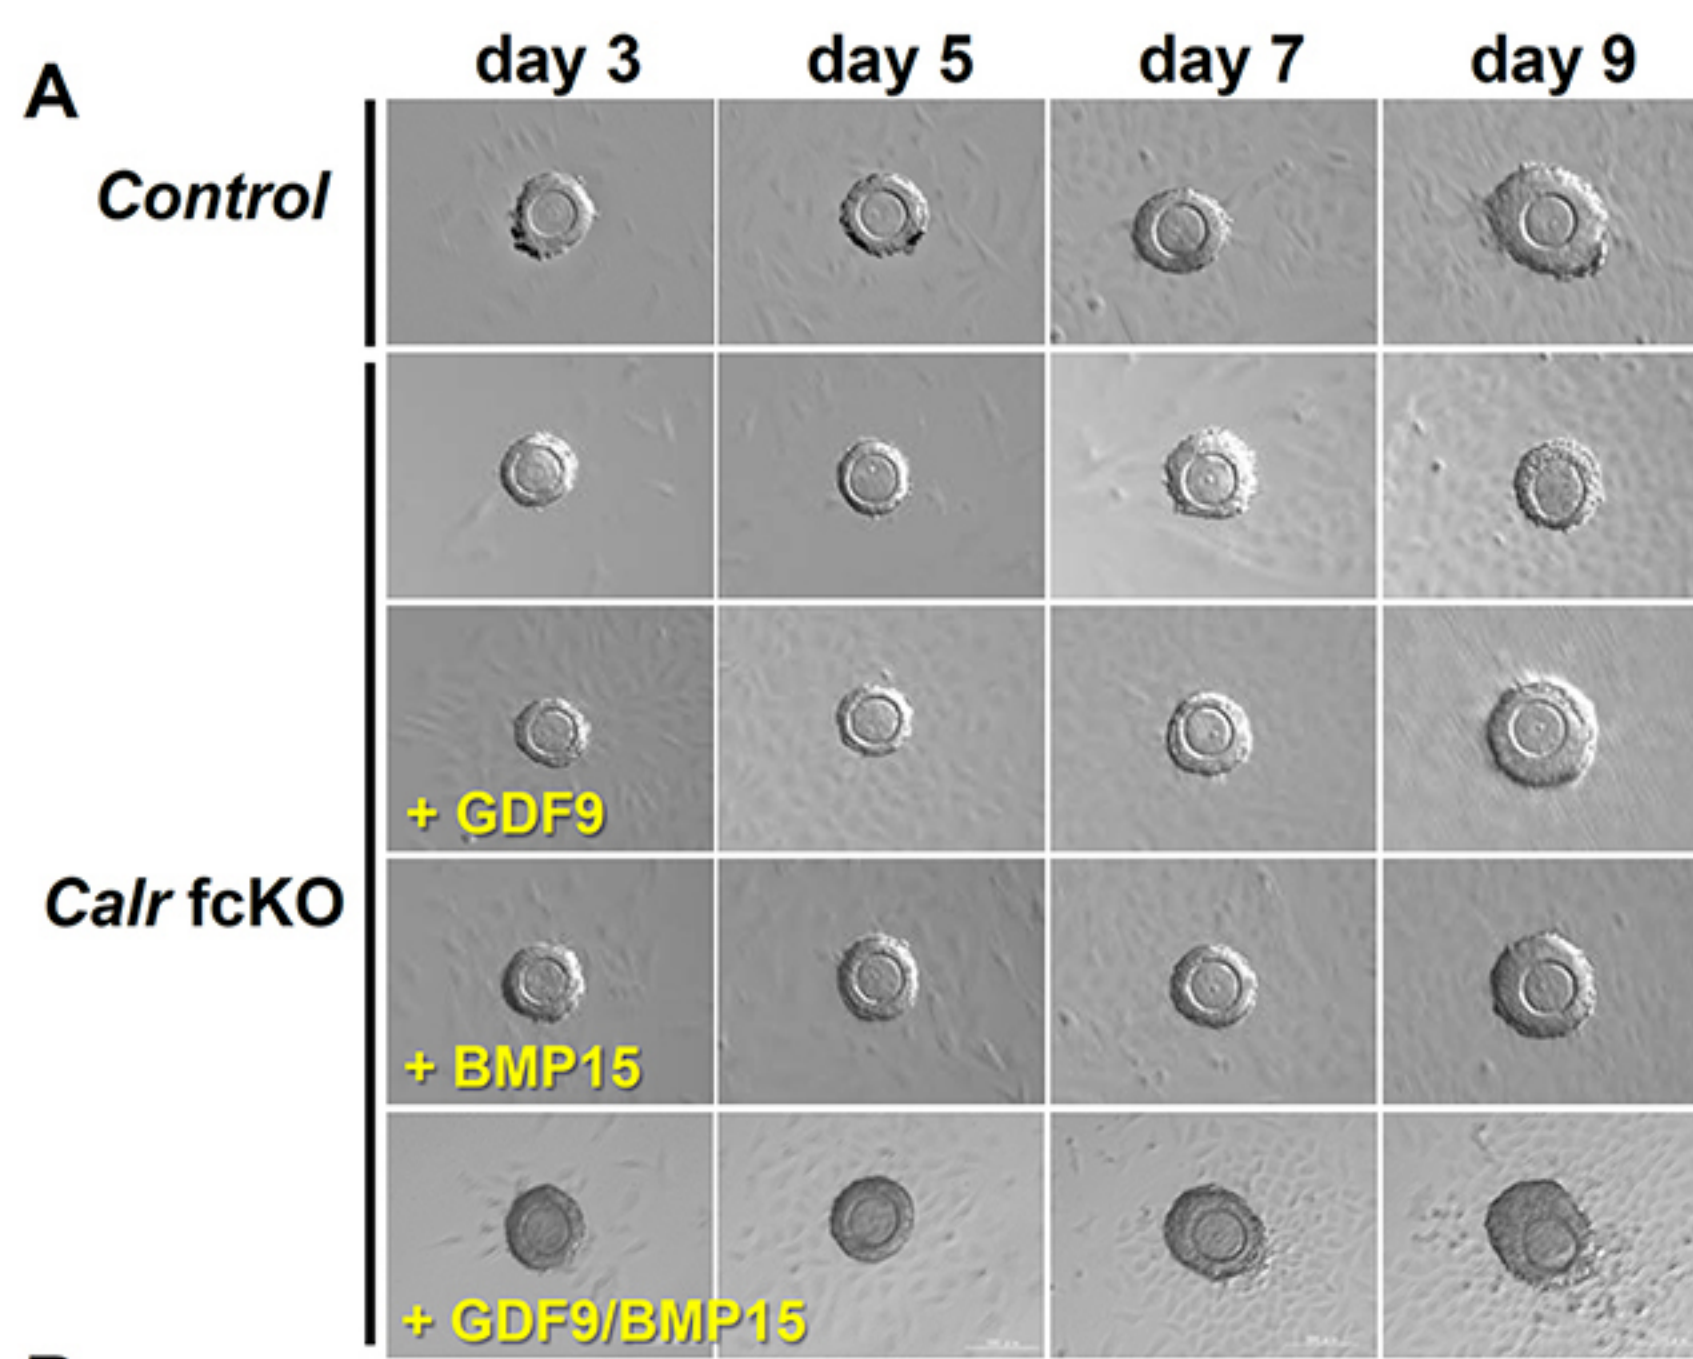 A
day 3 day 5 day 7 day 9
Control
+ GDF9
Calr fcKO
+ BMP15
+ GDF9/BMP15